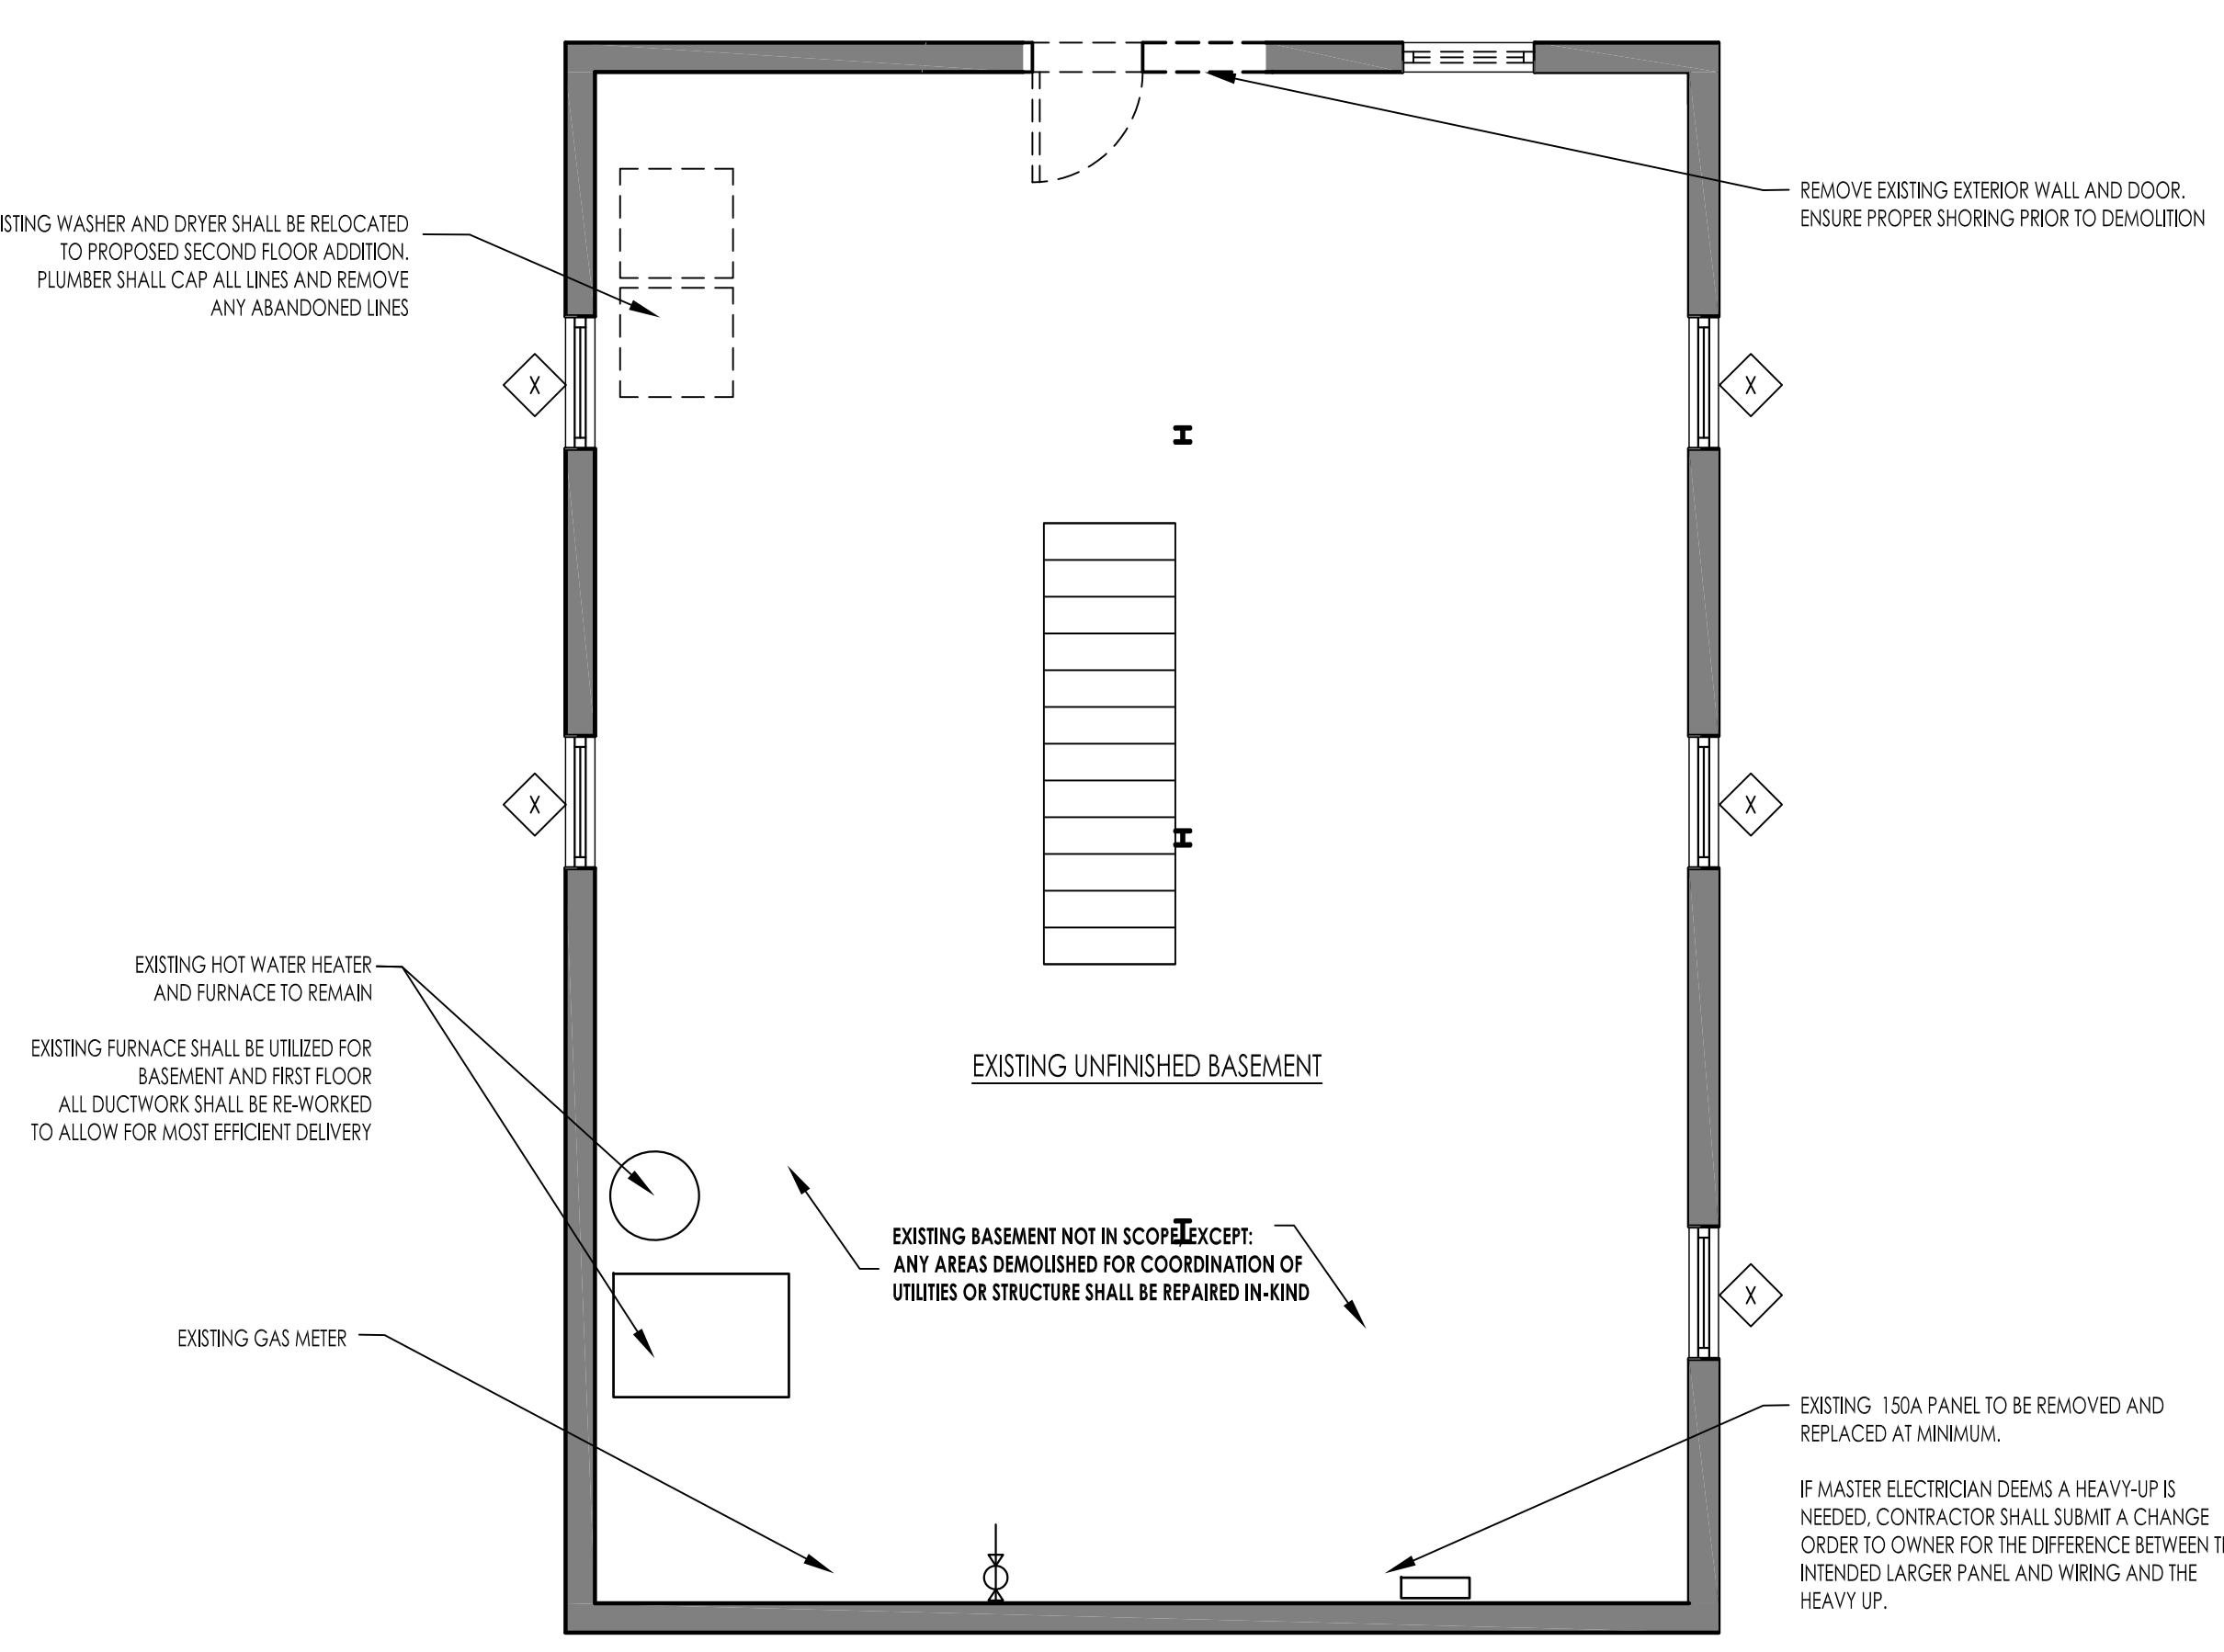 REMOVE EXISTING EXTERIOR WALL AND DOOR.
ENSURE PROPER SHORING PRIOR TO DEMOLITION
ISTING WASHER AND DRYER SHALL BE RELOCATED
TO PROPOSED SECOND FLOOR ADDITION.
PLUMBER SHALL CAP ALL LINES AND REMOVE
ANY ABANDONED LINES
X
X
X
X
EXISTING HOT WATER HEATER
AND FURNACE TO REMAIN
EXISTING FURNACE SHALL BE UTILIZED FOR
BASEMENT AND FIRST FLOOR
ALL DUCTWORK SHALL BE RE-WORKED
TO ALLOW FOR MOST EFFICIENT DELIVERY
EXISTING UNFINISHED BASEMENT
EXISTING BASEMENT NOT IN SCOPE, EXCEPT:
ANY AREAS DEMOLISHED FOR COORDINATION OF
UTILITIES OR STRUCTURE SHALL BE REPAIRED IN-KIND
X
EXISTING GAS METER
EXISTING 150A PANEL TO BE REMOVED AND
REPLACED AT MINIMUM.
IF MASTER ELECTRICIAN DEEMS A HEAVY-UP IS
NEEDED, CONTRACTOR SHALL SUBMIT A CHANGE
ORDER TO OWNER FOR THE DIFFERENCE BETWEEN
INTENDED LARGER PANEL AND WIRING AND THE
HEAVY UP.